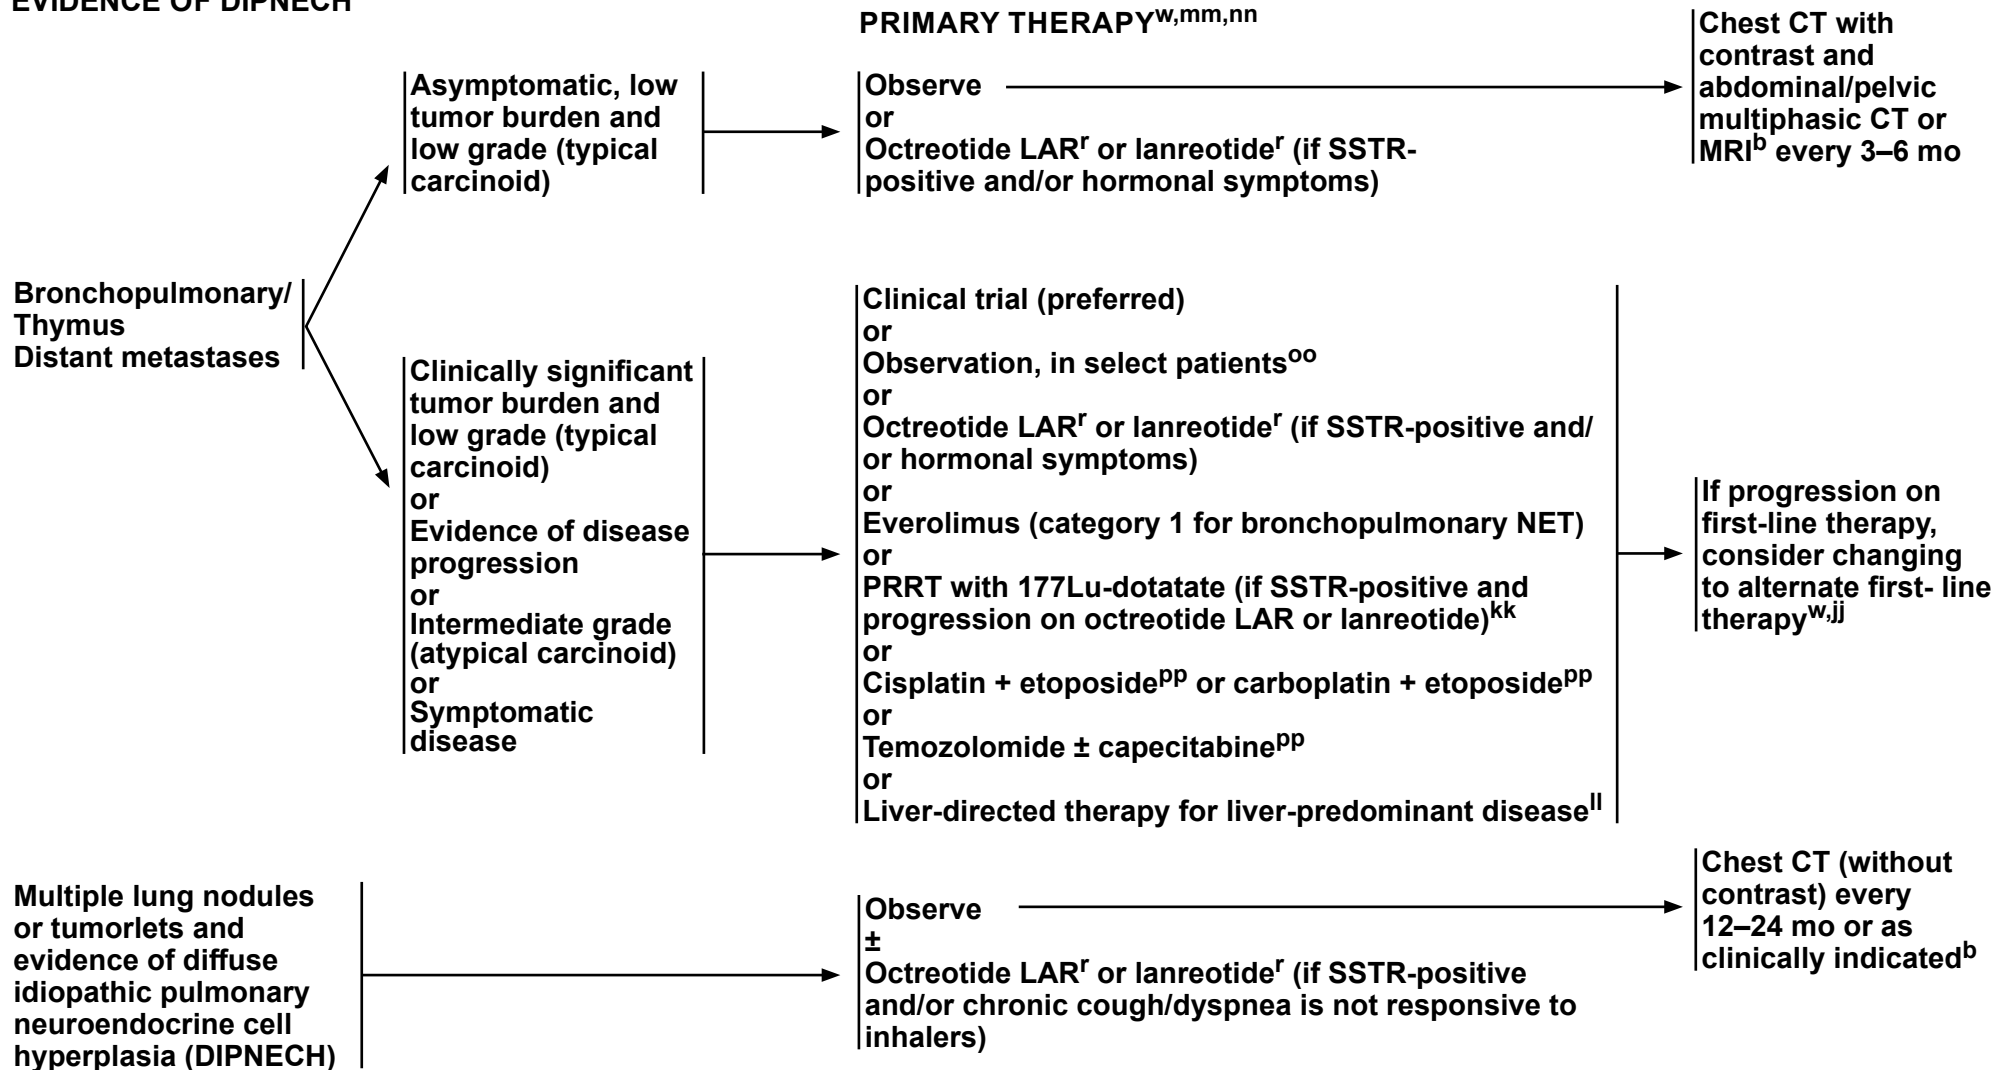 EVIDENCE OF DIPNECH
PRIMARY THERAPYw,mm,nn
Asymptomatic, low
tumor burden and
low grade (typical
carcinoid)
Observe
or
Octreotide LARr or lanreotider (if SSTR-
positive and/or hormonal symptoms)
Chest CT with
contrast and
abdominal/pelvic
multiphasic CT or
MRIb every 3–6 mo
Bronchopulmonary/
Thymus
Distant metastases
Clinically significant
tumor burden and
low grade (typical
carcinoid)
or
Evidence of disease
progression
or
Intermediate grade
(atypical carcinoid)
or
Symptomatic
disease
Clinical trial (preferred)
or
Observation, in select patientsoo
or
Octreotide LARr or lanreotider (if SSTR-positive and/
or hormonal symptoms)
or
Everolimus (category 1 for bronchopulmonary NET)
or
PRRT with 177Lu-dotatate (if SSTR-positive and
progression on octreotide LAR or lanreotide)kk
or
Cisplatin + etoposidepp or carboplatin + etoposidepp
or
Temozolomide ± capecitabinepp
or
Liver-directed therapy for liver-predominant diseasell
If progression on
first-line therapy,
consider changing
to alternate first- line
therapyw,jj
Multiple lung nodules
or tumorlets and
evidence of diffuse
idiopathic pulmonary
neuroendocrine cell
hyperplasia (DIPNECH)
Observe
±
Octreotide LARr or lanreotider (if SSTR-positive
and/or chronic cough/dyspnea is not responsive to
inhalers)
Chest CT (without
contrast) every
12–24 mo or as
clinically indicatedb